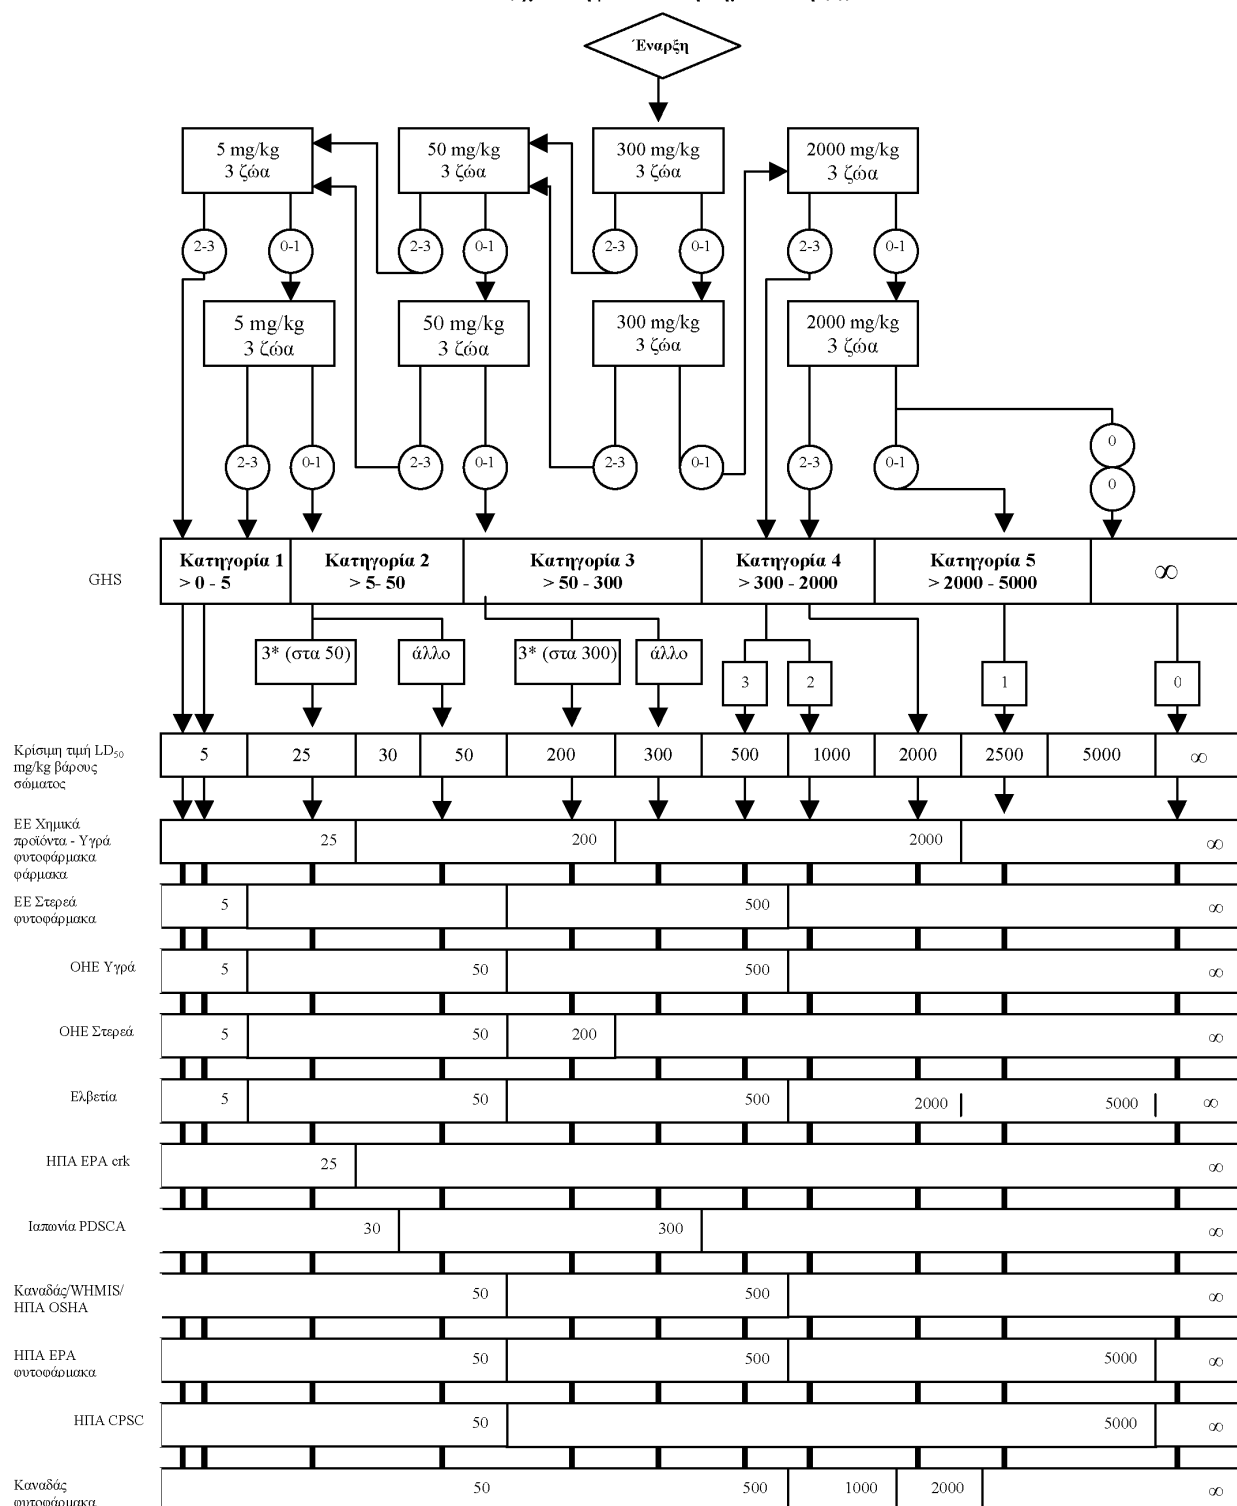 Έναρξη
5 mg/kg
3 ζώα
50 mg/kg
3 ζώα
300 mg/kg
3 ζώα
2000 mg/kg
3 ζώα
2-3
0-1
2-3
0-1
2-3
0-1
2-3
0-1
5 mg/kg
3 ζώα
50 mg/kg
3 ζώα
300 mg/kg
3 ζώα
2000 mg/kg
3 ζώα
0
2-3
0-1
2-3
0-1
2-3
0-1
2-3
0-1
0
GHS
Κατηγορία 1
> 0 - 5
Κατηγορία 2
> 5- 50
Κατηγορία 3
> 50 - 300
Κατηγορία 4
> 300 - 2000
Κατηγορία 5
> 2000 - 5000
∞
3* (στα 50)
άλλο
3* (στα 300)
άλλο
3
2
1
0
Κρίσιμη τιμή LD50
mg/kg βάρους
σώματος
5
25
30
50
200
300
500
1000
2000
2500
5000
∞
ΕΕ Χημικά
προϊόντα - Υγρά
φυτοφάρμακα
φάρμακα
25
200
2000
∞
ΕΕ Στερεά
φυτοφάρμακα
5
500
∞
ΟΗΕ Υγρά
5
50
500
∞
ΟΗΕ Στερεά
5
50
200
∞
Ελβετία
5
50
500
2000
5000
∞
ΗΠΑ EPA crk
25
∞
Ιαπωνία PDSCA
30
300
∞
Καναδάς/WHMIS/
ΗΠΑ OSHA
50
500
∞
ΗΠΑ EPA
φυτοφάρμακα
50
500
5000
∞
ΗΠΑ CPSC
50
5000
∞
Καναδάς
φυτοφάρμακα
50
500
1000
2000
∞